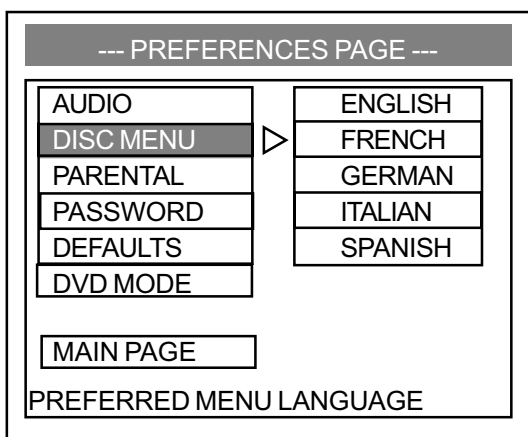 --- PREFERENCES PAGE ---
AUDIO
DISC MENU
PARENTAL
PASSWORD
DEFAULTS
DVD MODE
ENGLISH
FRENCH
GERMAN
ITALIAN
SPANISH
MAIN PAGE
PREFERRED MENU LANGUAGE